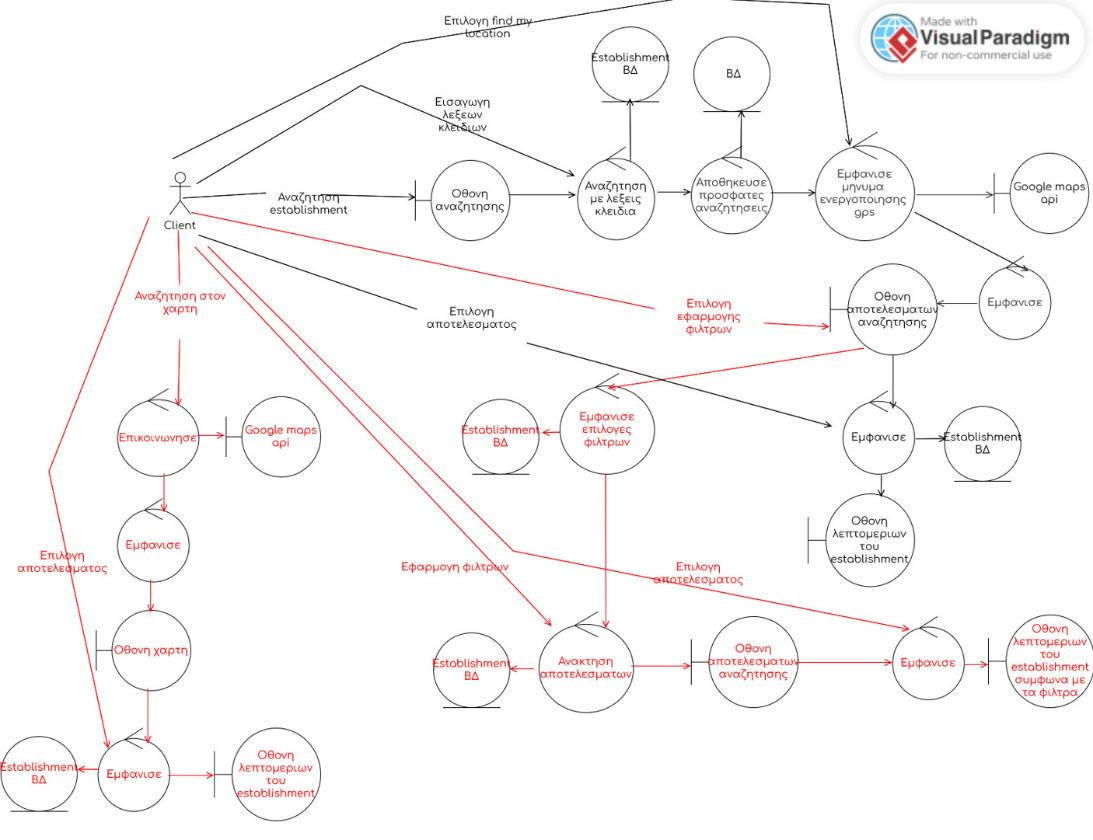 Επιλογη find my
location
Made with
Visual Paradigm
For non-commercial use
Establishment
ΒΔ
ΒΔ
Εισαγωγη
λεξεων
κλειδιων
Client
Αναζητηση
establishment
Οθονη
αναζητησης
Αναζητηση
με λεξεις
κλειδια
Αποθηκευσε
προσφατες
αναζητησεις
Εμφανισε
μηνυμα
ενεργοποιησης
gps
Google maps
api
Αναζητηση στον
χαρτη
Επιλογη
αποτελεσματος
Επιλογη
εφαρμογης
φιλτρων
Οθονη
αποτελεσματων
αναζητησης
Εμφανισε
Επικοινωνησε
Google maps
api
Establishment
ΒΔ
Εμφανισε
επιλογες
φιλτρων
Εμφανισε
Establishment
ΒΔ
Εμφανισε
Οθονη
λεπτομεριων
του
establishment
Επιλογη
αποτελεσματος
Εφαρμογη φιλτρων
Επιλογη
αποτελεσματος
Οθονη χαρτη
Establishment
ΒΔ
Ανακτηση
αποτελεσματων
Οθονη
αποτελεσματων
αναζητησης
Εμφανισε
Οθονη
λεπτομεριων
του
establishment
συμφωνα με
τα φιλτρα
Establishment
ΒΔ
Εμφανισε
Οθονη
λεπτομεριων
του
establishment